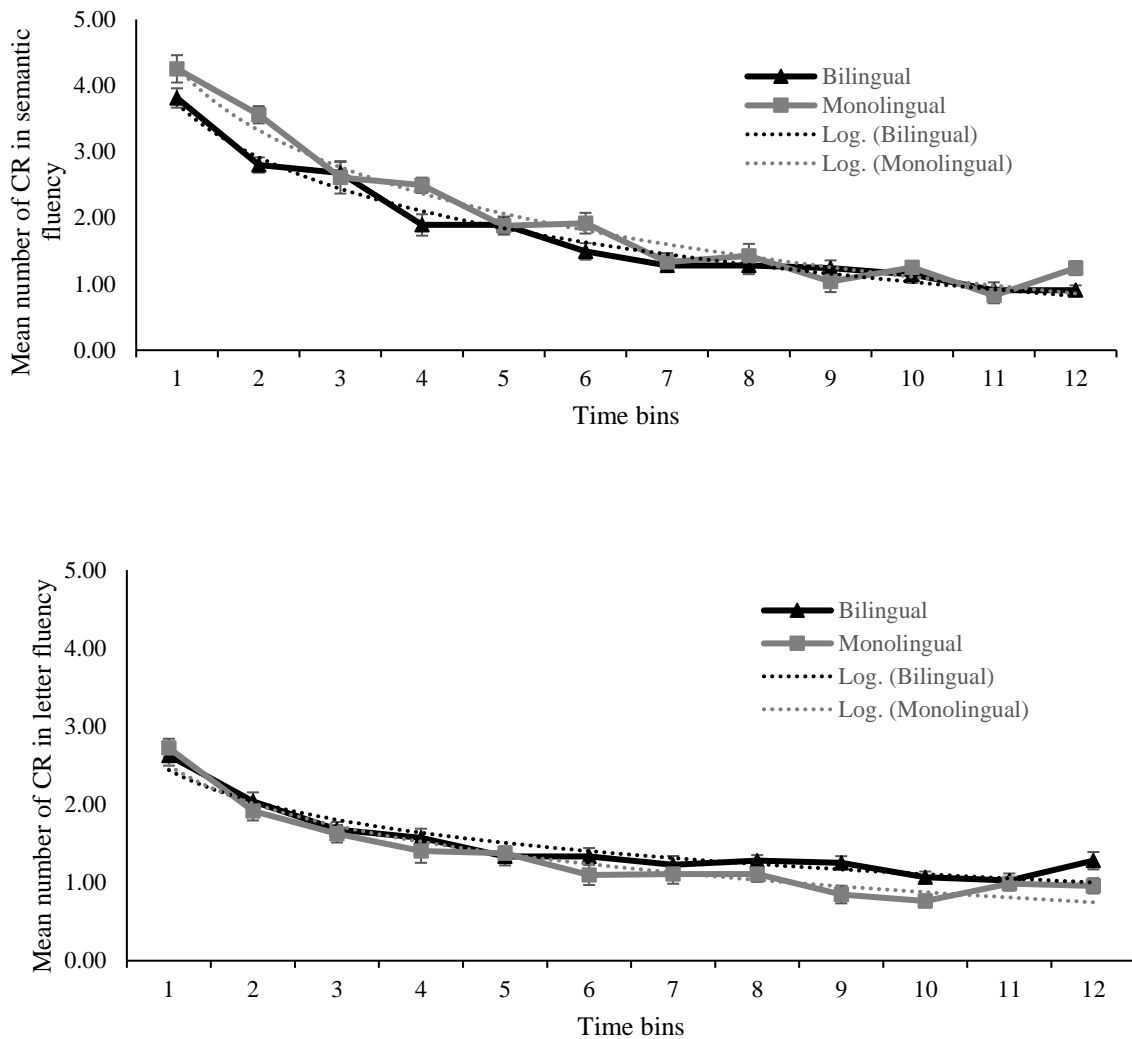 Mean number of CR in semantic
fluency
5.00
4.00
3.00
2.00
1.00
0.00
Bilingual
Monolingual
Log. (Bilingual)
Log. (Monolingual)
1 2 3 4 5 6 7 8 9 10 11 12
Time bins
Mean number of CR in letter fluency
5.00
4.00
3.00
2.00
1.00
0.00
Bilingual
Monolingual
Log. (Bilingual)
Log. (Monolingual)
1 2 3 4 5 6 7 8 9 10 11 12
Time bins